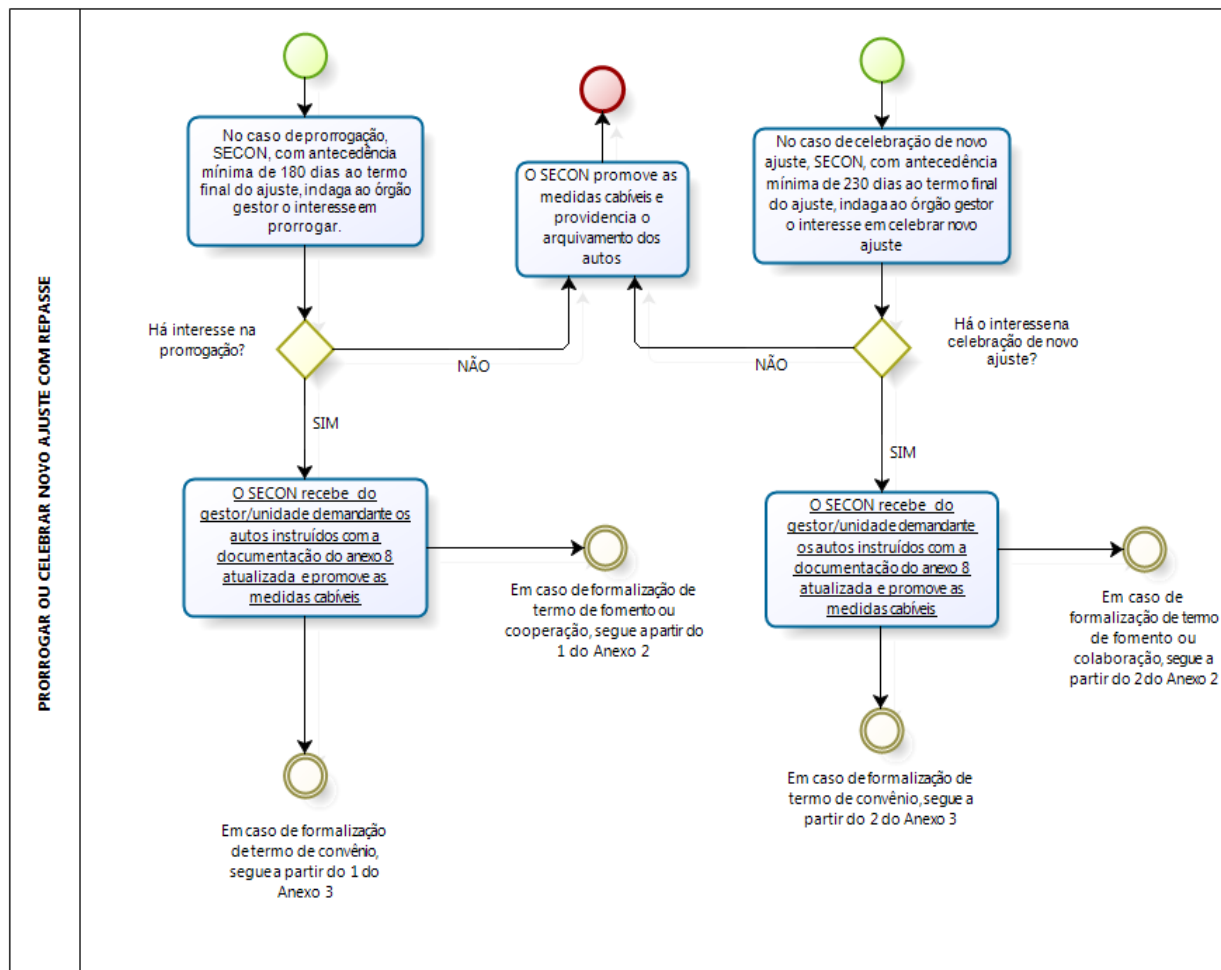 PRORROGAR OU CELEBRAR NOVO AJUSTE COM REPASSE
No caso de prorrogação,
SECON, com antecedência
mínima de 180 dias ao termo
final do ajuste, indaga ao órgão
gestor o interesse em
prorrogar.
O SECON promove as
medidas cabíveis e
providencia o
arquivamento dos
autos
No caso de celebração de novo
ajuste, SECON, com antecedência
mínima de 230 dias ao termo final
do ajuste, indaga ao órgão gestor
o interesse em celebrar novo
ajuste
Há interesse na
prorrogação?
NÃO
NÃO
Há o interesse na
celebração de novo
ajuste?
SIM
SIM
O SECON recebe do
gestor/unidade demandante os
autos instruídos com a
documentação do anexo 8
atualizada e promove as
medidas cabíveis
Em caso de formalização de
termo de fomento ou
cooperação, segue a partir do
1 do Anexo 2
O SECON recebe do
gestor/unidade demandante
os autos instruídos com a
documentação do anexo 8
atualizada e promove as
medidas cabíveis
Em caso de
formalização de termo
de fomento ou
colaboração, segue a
partir do 2 do Anexo 2
Em caso de formalização
de termo de convênio,
segue a partir do 1 do
Anexo 3
Em caso de formalização de
termo de convênio, segue a
partir do 2 do Anexo 3